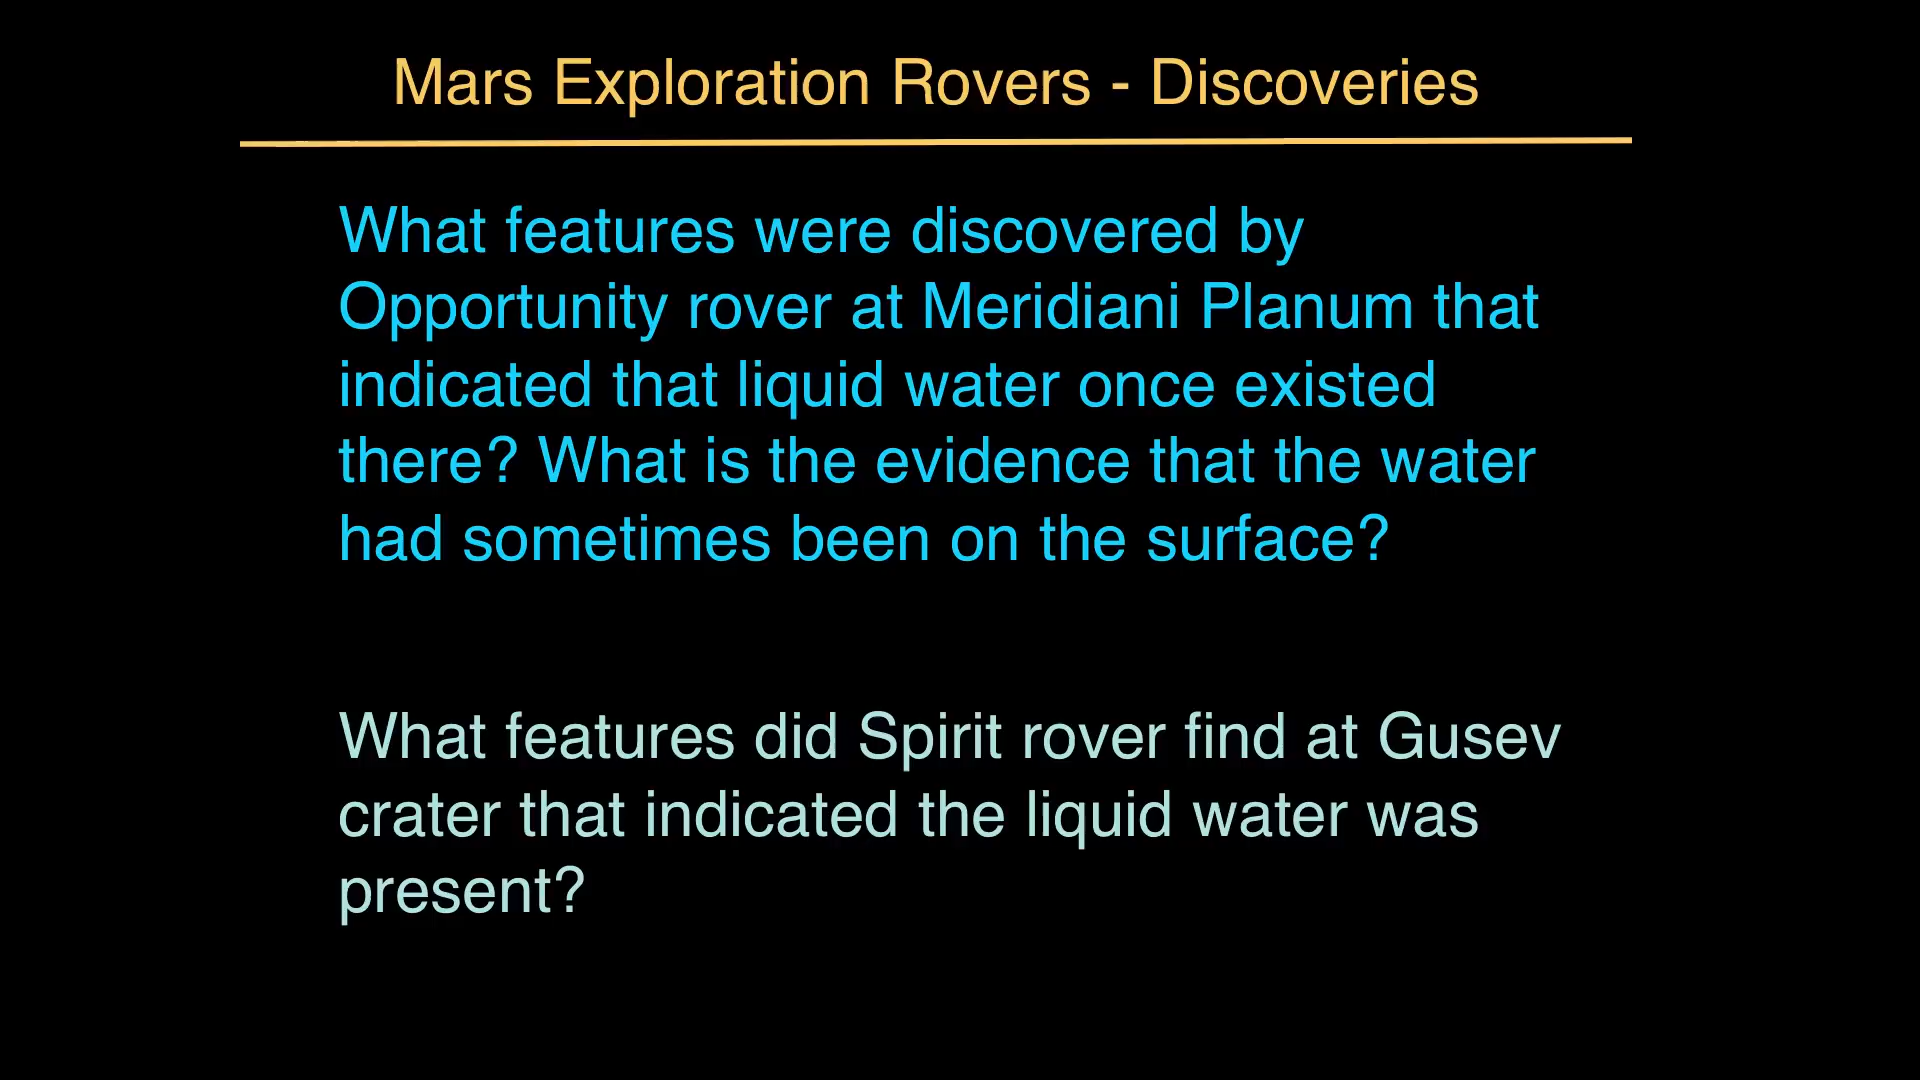 Mars Exploration Rovers - Discoveries
What features were discovered by
Opportunity rover at Meridiani Planum that
indicated that liquid water once existed
there? What is the evidence that the water
had sometimes been on the surface?
What features did Spirit rover find at Gusev
crater that indicated the liquid water was
present?